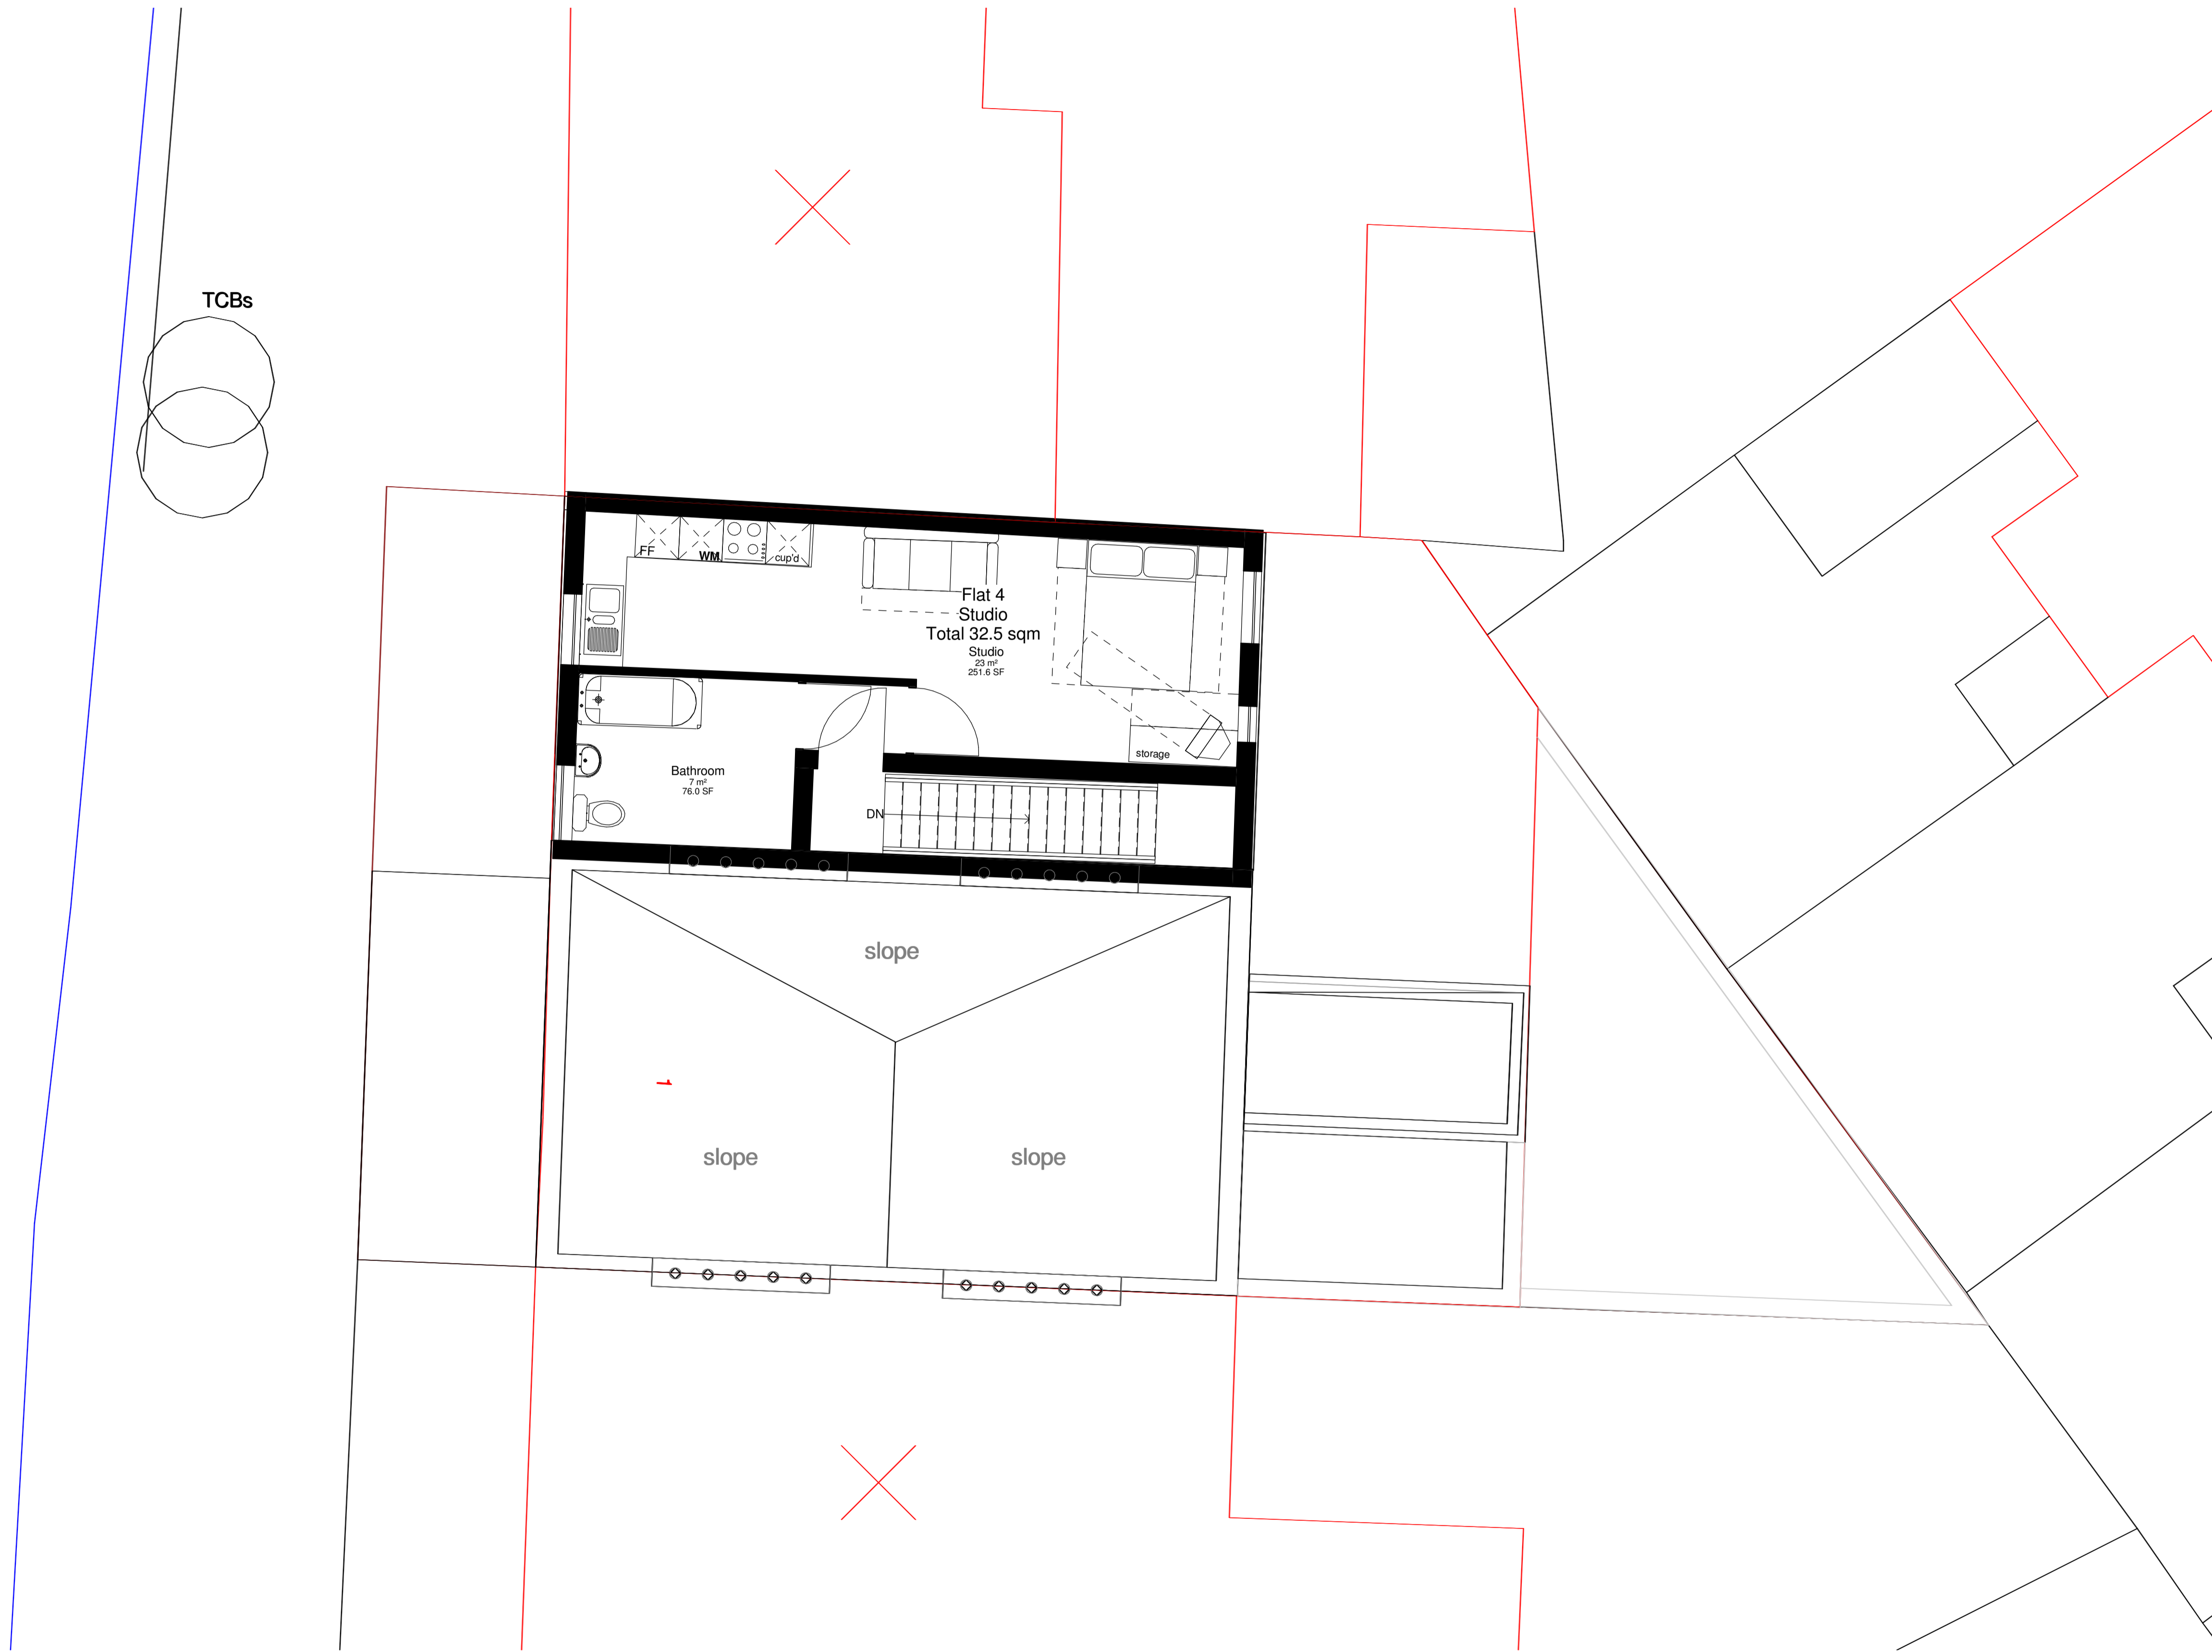 TCBs
FF
WM
cup'd
Flat 4
Studio
Total 32.5 sqm
Studio
23 m²
251.6 SF
storage
Bathroom
7 m²
76.0 SF
DN
slope
1
slope
slope